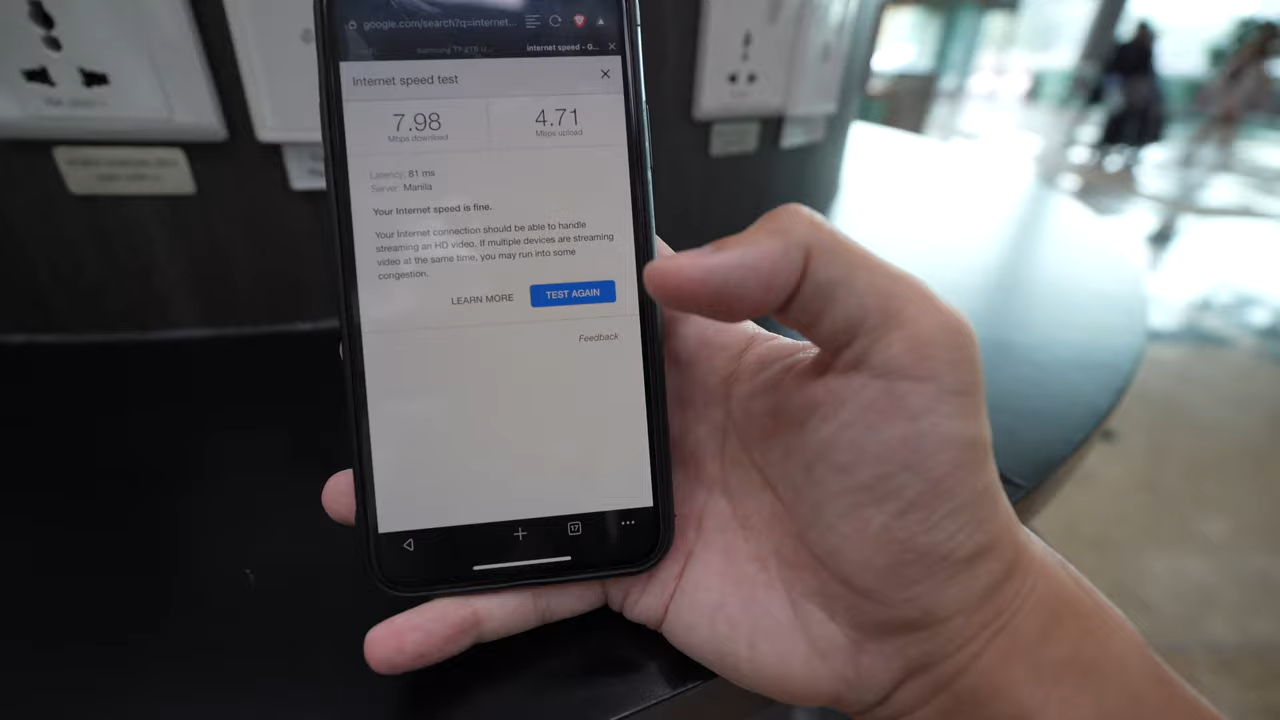 google.com/search?q=internet...
internet speed - G...
Internet speed test
7.98
Mbps download
4.71
Mbps upload
Latency: 81 ms
Server: Manila
Your Internet speed is fine.
Your Internet connection should be able to handle
streaming an HD video. If multiple devices are streaming
video at the same time, you may run into some
congestion.
LEARN MORE
TEST AGAIN
Feedback
17